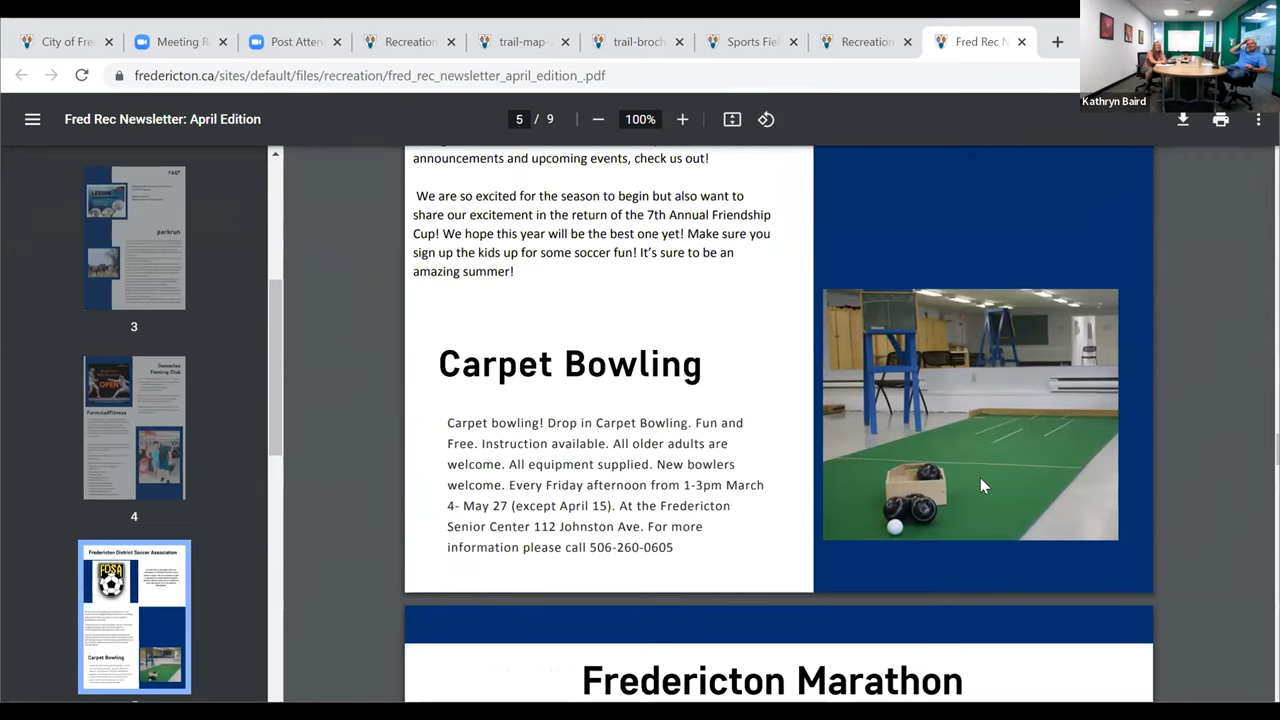 City of Fre
Meeting R
Post Atten
Recreation
trail-map-
trail-broch
Sports Fiel
Recreation
Fred Rec N
fredericton.ca/sites/default/files/recreation/fred_rec_newsletter_april_edition_.pdf
Kathryn Baird
Fred Rec Newsletter: April Edition
5 / 9
100%
announcements and upcoming events, check us out!
We are so excited for the season to begin but also want to
share our excitement in the return of the 7th Annual Friendship
Cup! We hope this year will be the best one yet! Make sure you
sign up the kids up for some soccer fun! It's sure to be an
amazing summer!
Carpet Bowling
Carpet bowling! Drop in Carpet Bowling. Fun and
Free. Instruction available. All older adults are
welcome. All equipment supplied. New bowlers
welcome. Every Friday afternoon from 1-3pm March
4- May 27 (except April 15). At the Fredericton
Senior Center 112 Johnston Ave. For more
information please call 506-260-0605
Fredericton Marathon
parkrun
3
Fencing Club
OPEN
4
Fredericton District Soccer Association
FDSA
Carpet Bowling